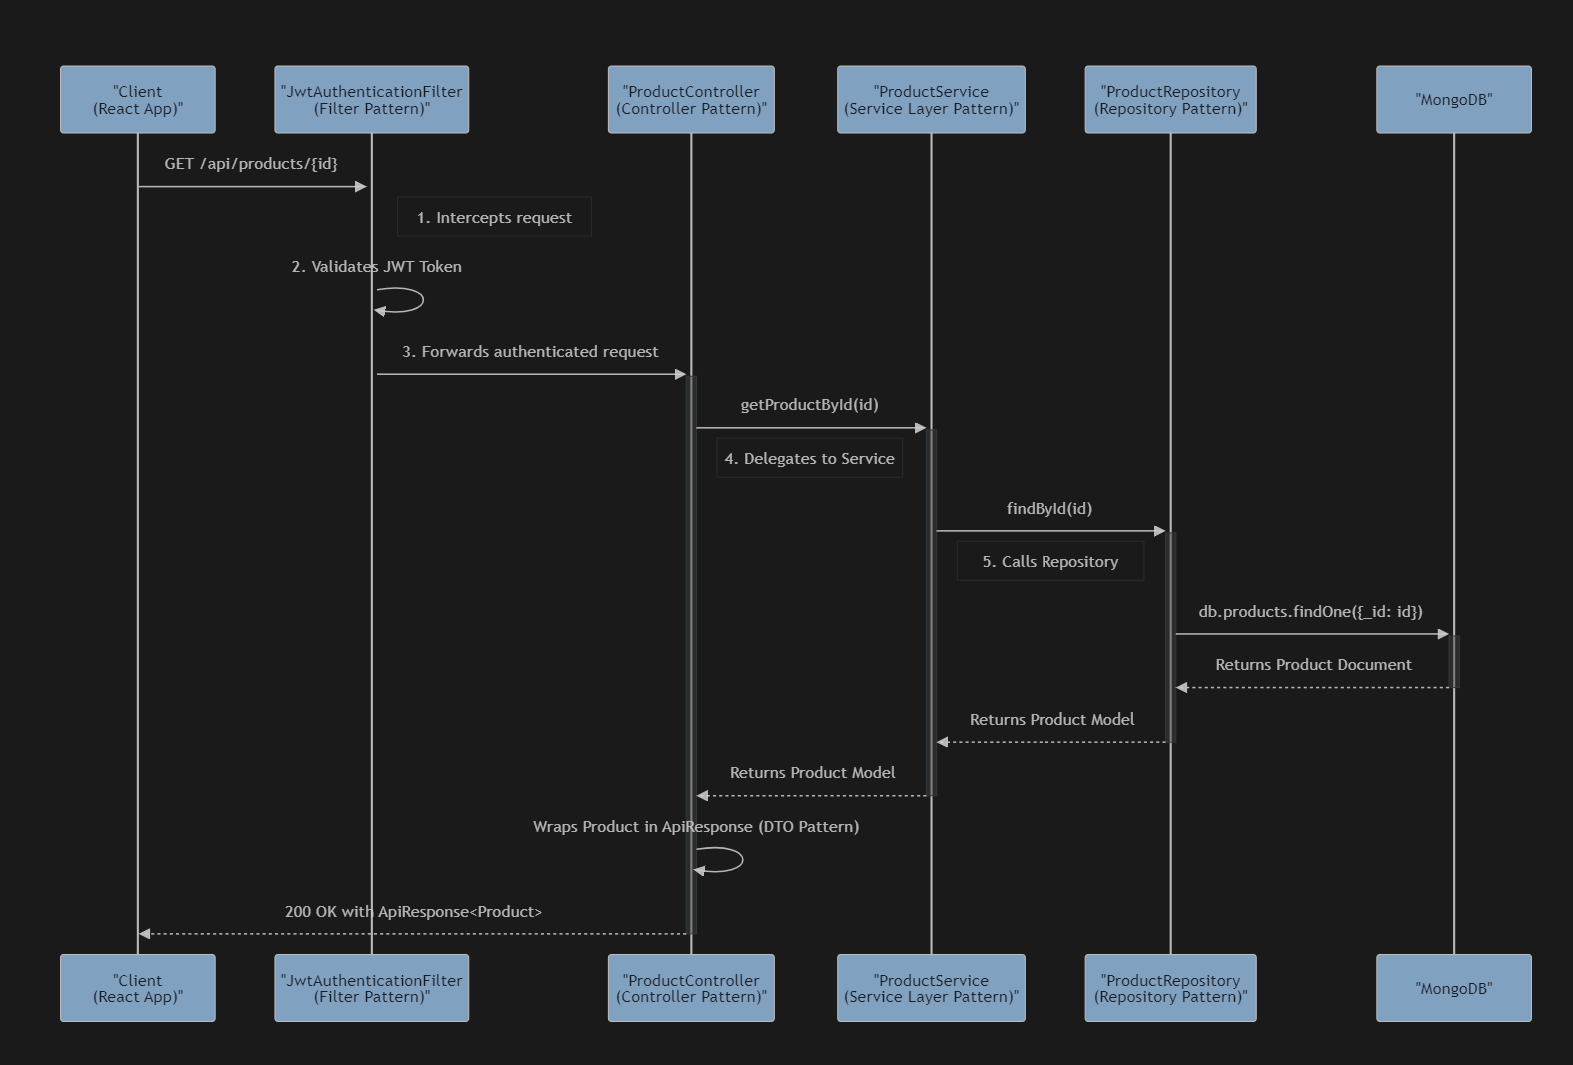 "Client
(React App)"
"JwtAuthenticationFilter
(Filter Pattern)"
"ProductController
(Controller Pattern)"
"ProductService
(Service Layer Pattern)"
"ProductRepository
(Repository Pattern)"
"MongoDB"
GET /api/products/{id}
1. Intercepts request
2. Validates JWT Token
3. Forwards authenticated request
getProductById(id)
4. Delegates to Service
findById(id)
5. Calls Repository
db.products.findOne({_id: id})
Returns Product Document
Returns Product Model
Returns Product Model
Wraps Product in ApiResponse (DTO Pattern)
200 OK with ApiResponse<Product>
"Client
(React App)"
"JwtAuthenticationFilter
(Filter Pattern)"
"ProductController
(Controller Pattern)"
"ProductService
(Service Layer Pattern)"
"ProductRepository
(Repository Pattern)"
"MongoDB"